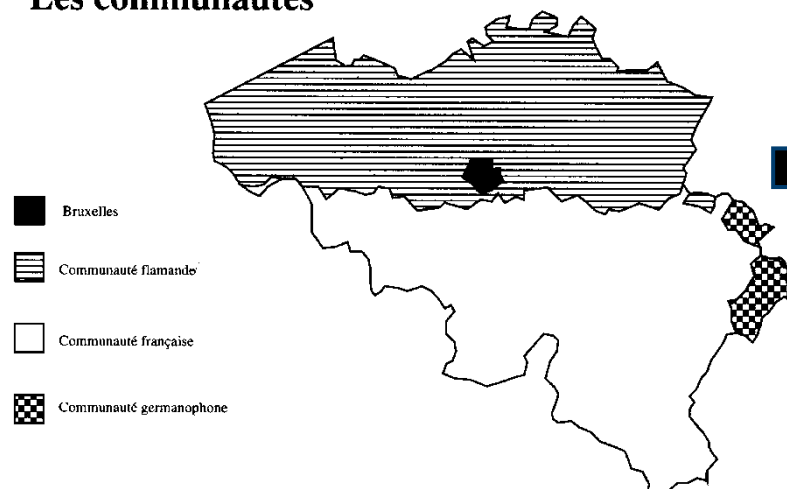 Les communautés
Bruxelles
Communauté flamande
Communauté française
Communauté germanophone